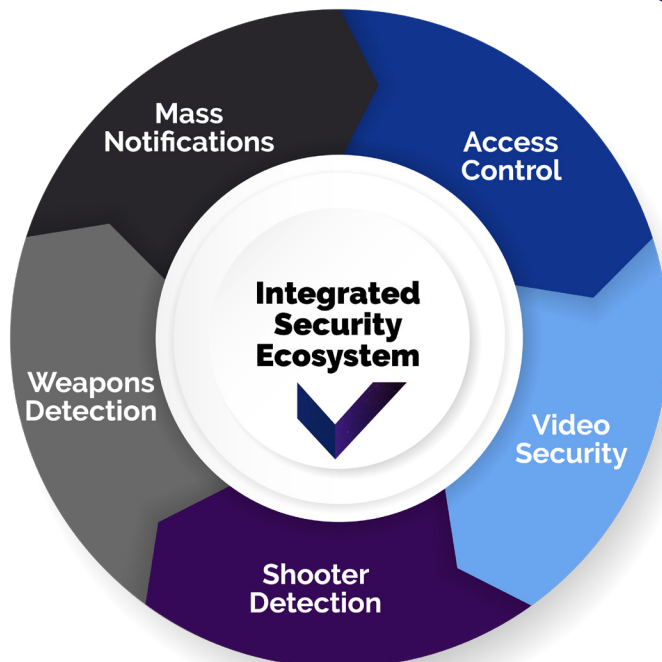 Mass
Notifications
Access
Control
Integrated
Security
Ecosystem
Weapons
Detection
Video
Security
Shooter
Detection